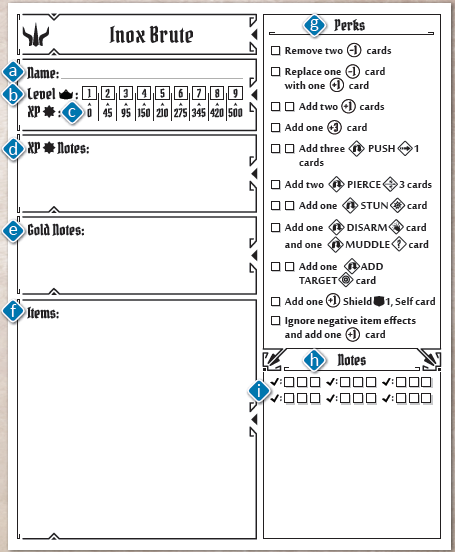 Inox Brute
a Name:
b Level : 1 2 3 4 5 6 7 8 9
XP : c 0 45 95 150 210 275 345 420 500
d XP Notes:
e Gold Notes:
f Items:
g Perks
Remove two -1 cards
Replace one -1 card
with one +1 card
Add two +1 cards
Add one +3 card
Add three PUSH 1
cards
Add two PIERCE 3 cards
Add one STUN card
Add one DISARM card
and one MUDDLE ? card
Add one ADD
TARGET card
Add one +1 Shield 1, Self card
Ignore negative item effects
and add one +1 card
h Notes
i : : :
: : :